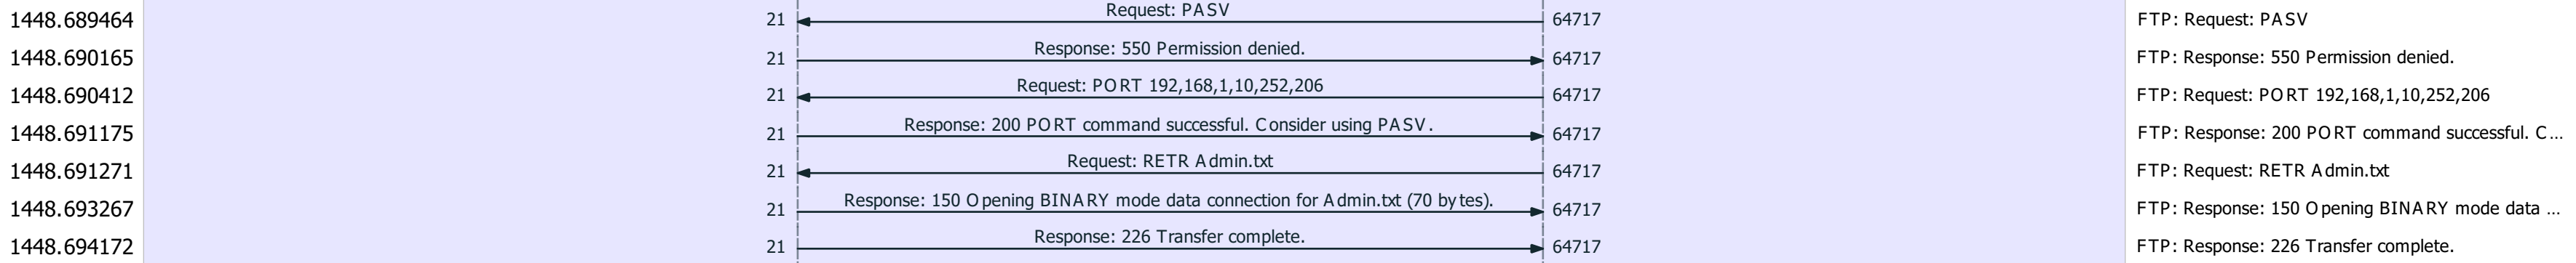 1448.689464 21 Request: PASV 64717 FTP: Request: PASV
1448.690165 21 Response: 550 Permission denied. 64717 FTP: Response: 550 Permission denied.
1448.690412 21 Request: PORT 192,168,1,10,252,206 64717 FTP: Request: PORT 192,168,1,10,252,206
1448.691175 21 Response: 200 PORT command successful. Consider using PASV. 64717 FTP: Response: 200 PORT command successful. C...
1448.691271 21 Request: RETR Admin.txt 64717 FTP: Request: RETR Admin.txt
1448.693267 21 Response: 150 Opening BINARY mode data connection for Admin.txt (70 bytes). 64717 FTP: Response: 150 Opening BINARY mode data ...
1448.694172 21 Response: 226 Transfer complete. 64717 FTP: Response: 226 Transfer complete.